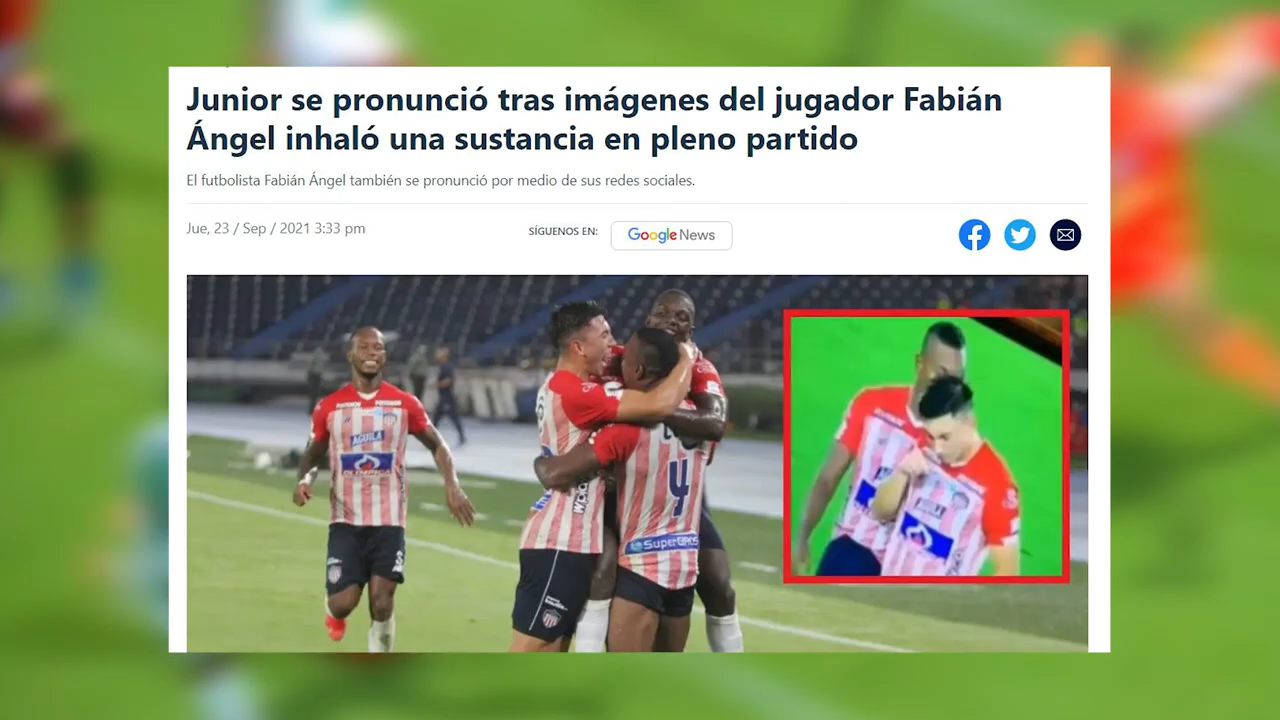 Junior se pronunció tras imágenes del jugador Fabián
Ángel inhaló una sustancia en pleno partido
El futbolista Fabián Ángel también se pronunció por medio de sus redes sociales.
Jue, 23 / Sep / 2021 3:33 pm
SÍGUENOS EN:
Google News
AGUILA
OLIMPICA
4
SuperGIROS